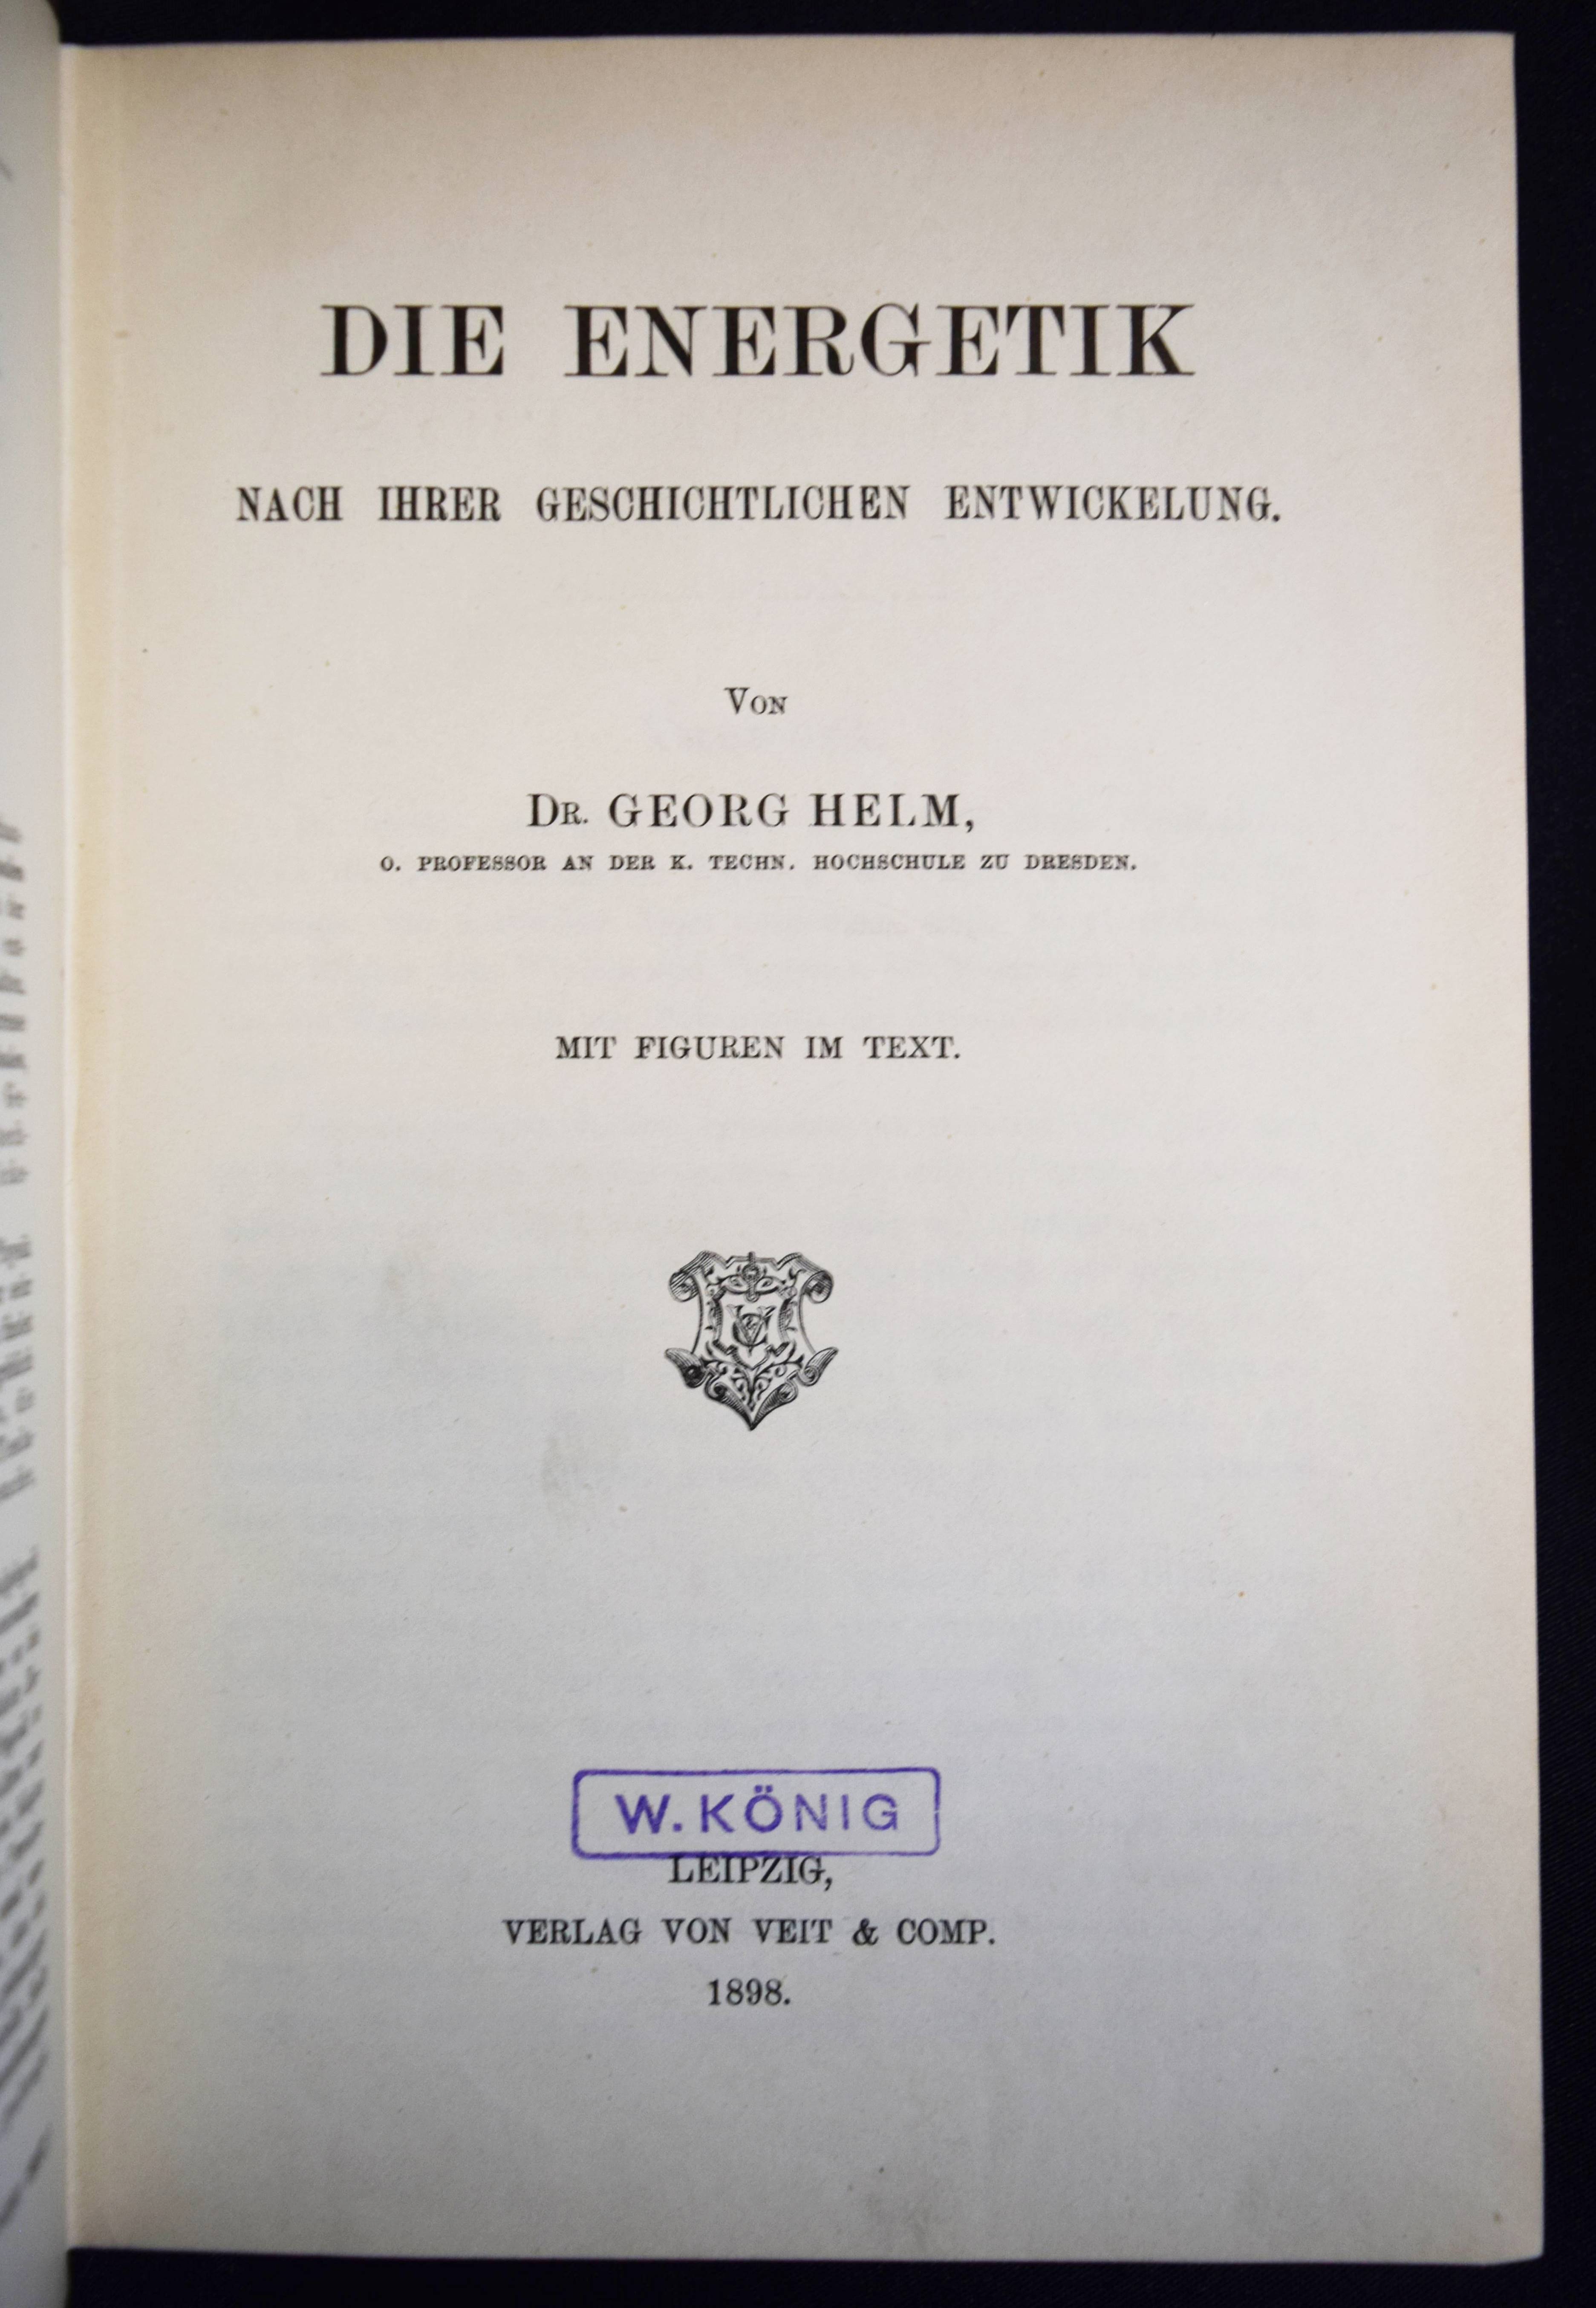 DIE ENERGETIK
NACH IHRER GESCHICHTLICHEN ENTWICKELUNG.
VON
DR. GEORG HELM,
O. PROFESSOR AN DER K. TECHN. HOCHSCHULE ZU DRESDEN.
MIT FIGUREN IM TEXT.
W. KÖNIG
LEIPZIG,
VERLAG VON VEIT & COMP.
1898.